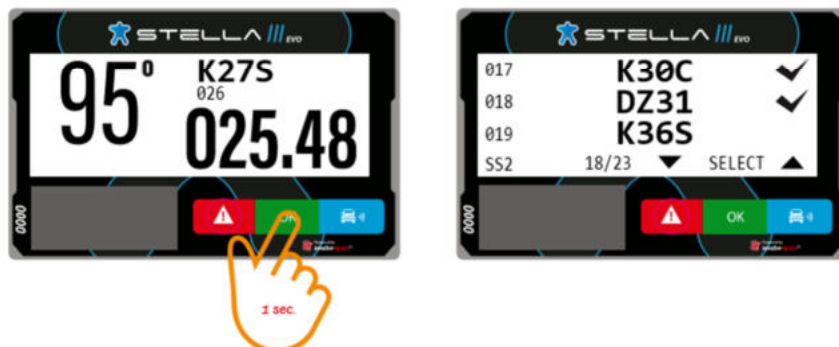 STELLA III EVO
95°
K27S
026
025.48
0000
OK
1 sec.
STELLA III EVO
017 K30C
018 DZ31
019 K36S
SS2 18/23 SELECT
0000
OK